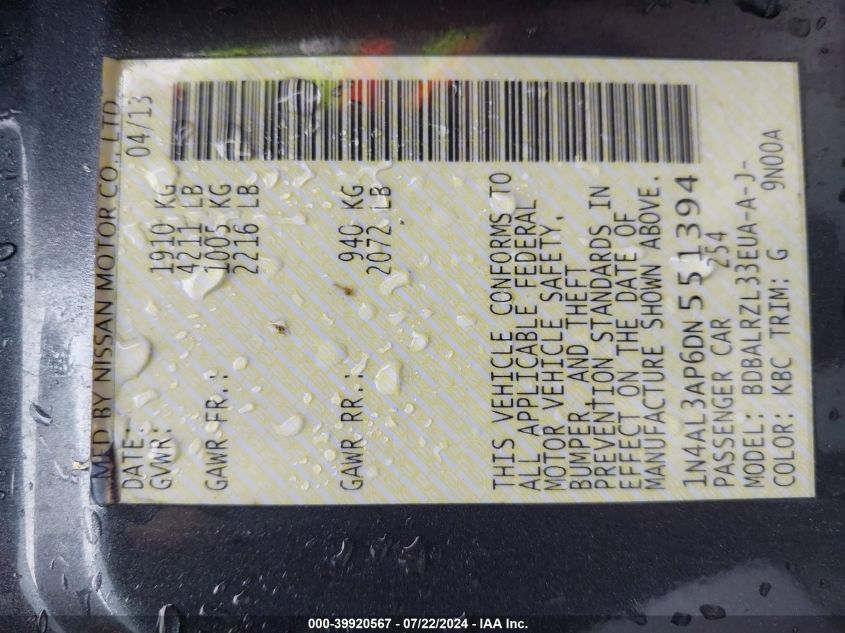 MFD BY NISSAN MOTOR CO., LTD.
DATE: 04/13
GVWR: 1910 KG
4211 LB
GAWR FR.: 1005 KG
2216 LB
GAWR RR.: 940 KG
2072 LB
THIS VEHICLE CONFORMS TO
ALL APPLICABLE FEDERAL
MOTOR VEHICLE SAFETY,
BUMPER AND THEFT
PREVENTION STANDARDS IN
EFFECT ON THE DATE OF
MANUFACTURE SHOWN ABOVE.
1N4AL3AP6DN551394
PASSENGER CAR 254
MODEL: BDBALRZL33EUA-A-J-
COLOR: KBC TRIM: G 9N00A
000-39920567 - 07/22/2024 - IAA Inc.